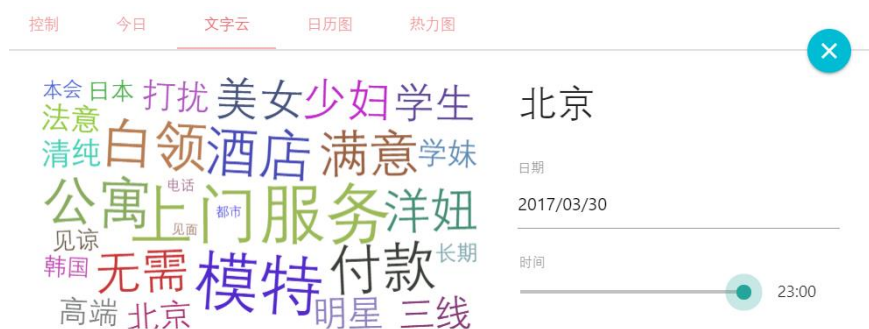 控制 今日 文字云 日历图 热力图
本会 日本 打扰 美女 少妇 学生
法意
清纯 白领 酒店 满意 学妹
电话
公寓 上门服务 都市 洋妞
见谅 见面
韩国 无需 模特 付款 长期
高端 北京 明星 三线
北京
日期
2017/03/30
时间
23:00